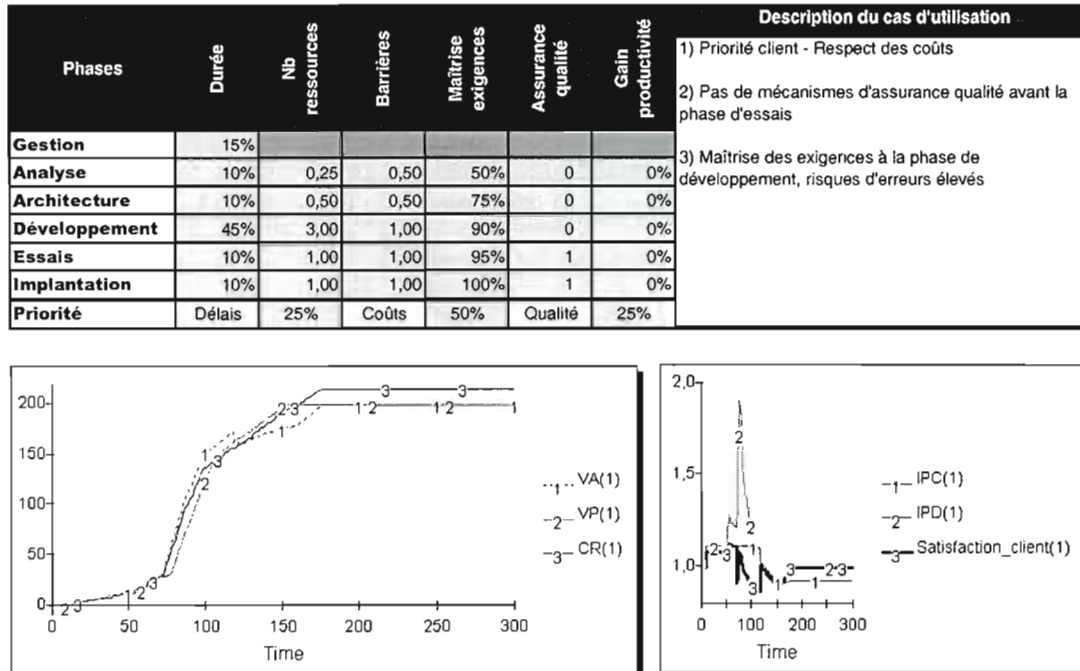 Phases Durée Nb ressources Barrières Maîtrise exigences Assurance qualité Gain productivité
Gestion 15%
Analyse 10% 0,25 0,50 50% 0 0%
Architecture 10% 0,50 0,50 75% 0 0%
Développement 45% 3,00 1,00 90% 0 0%
Essais 10% 1,00 1,00 95% 1 0%
Implantation 10% 1,00 1,00 100% 1 0%
Priorité Délais 25% Coûts 50% Qualité 25%
Description du cas d'utilisation
1) Priorité client - Respect des coûts
2) Pas de mécanismes d'assurance qualité avant la
phase d'essais
3) Maîtrise des exigences à la phase de
développement, risques d'erreurs élevés
200
150
100
50
0
0 50 100 150 200 250 300
Time
1 VA(1)
2 VP(1)
3 CR(1)
2,0
1,5
1,0
0 100 200 300
Time
1 IPC(1)
2 IPD(1)
3 Satisfaction_client(1)